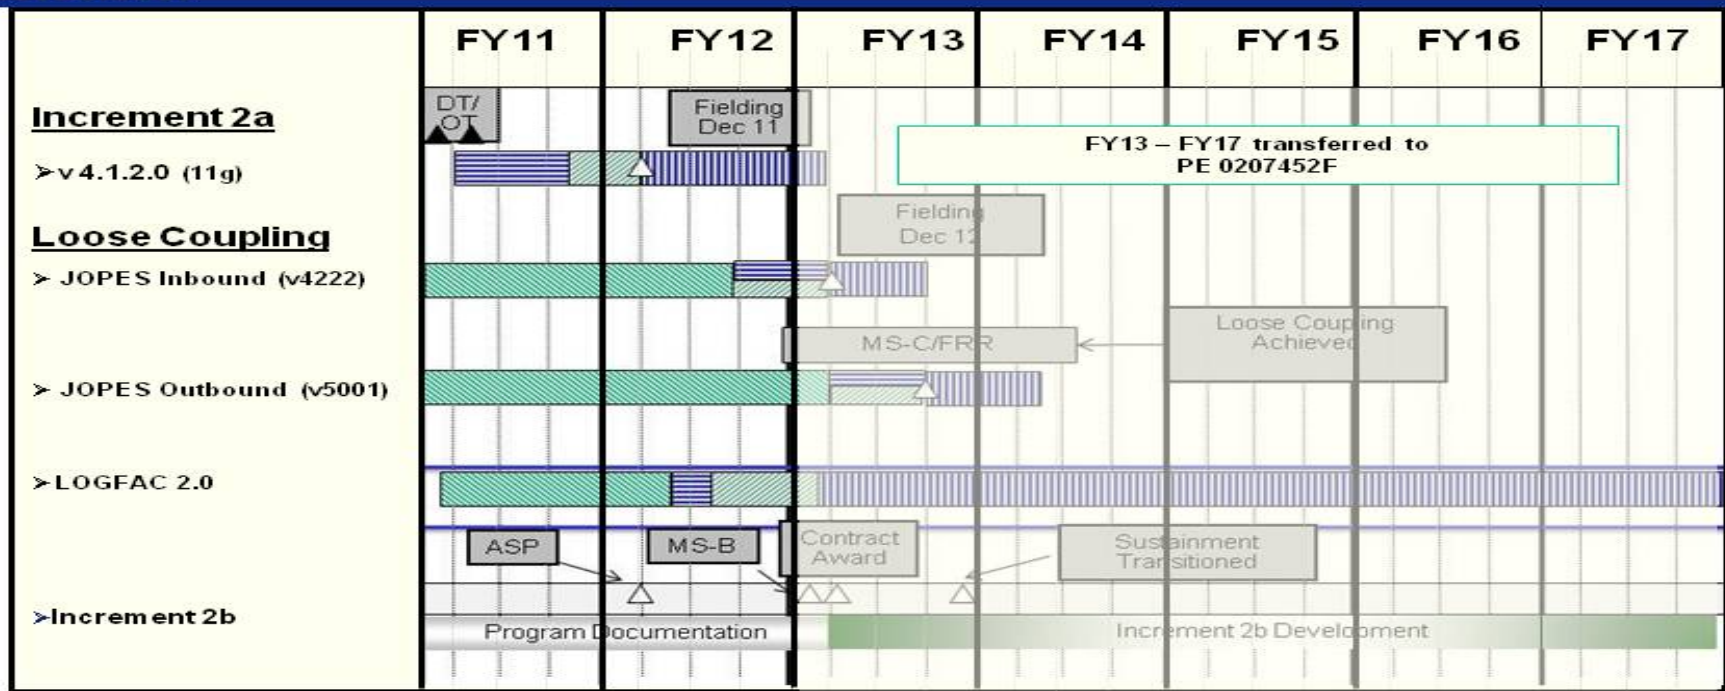 FY11 FY12 FY13 FY14 FY15 FY16 FY17
Increment 2a
DT/
OT
Fielding
Dec 11
FY13 – FY17 transferred to
PE 0207452F
➢v 4.1.2.0 (11g)
Fielding
Dec 12
Loose Coupling
➢ JOPES Inbound (v4222)
Loose Coupling
Achieved
MS-C/FRR
➢ JOPES Outbound (v5001)
➢LOGFAC 2.0
ASP
MS-B
Contract
Award
Sustainment
Transitioned
➢Increment 2b
Program Documentation
Increment 2b Development